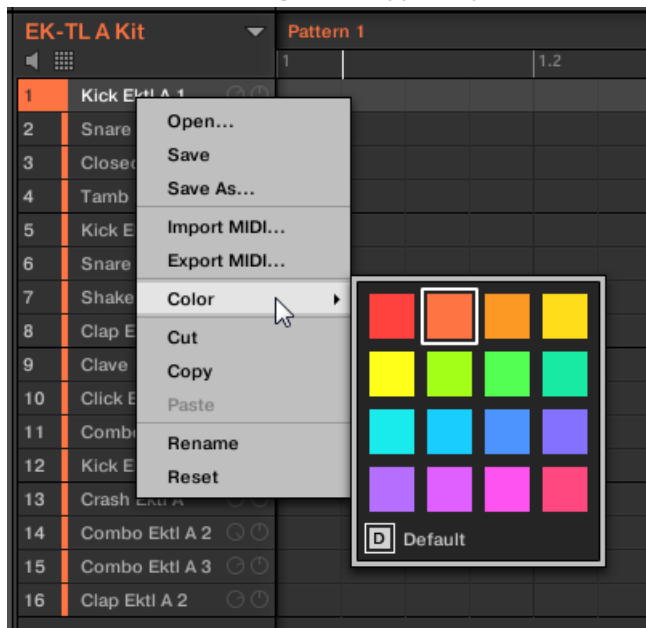 EK-TL A Kit
Pattern 1
1
1.2
1 Kick Ektl A 1
2 Snare
3 Closed
4 Tamb
5 Kick E
6 Snare
7 Shake
8 Clap E
9 Clave
10 Click E
11 Combo
12 Kick E
13 Crash Ektl A
14 Combo Ektl A 2
15 Combo Ektl A 3
16 Clap Ektl A 2
Open...
Save
Save As...
Import MIDI...
Export MIDI...
Color
Cut
Copy
Paste
Rename
Reset
D Default